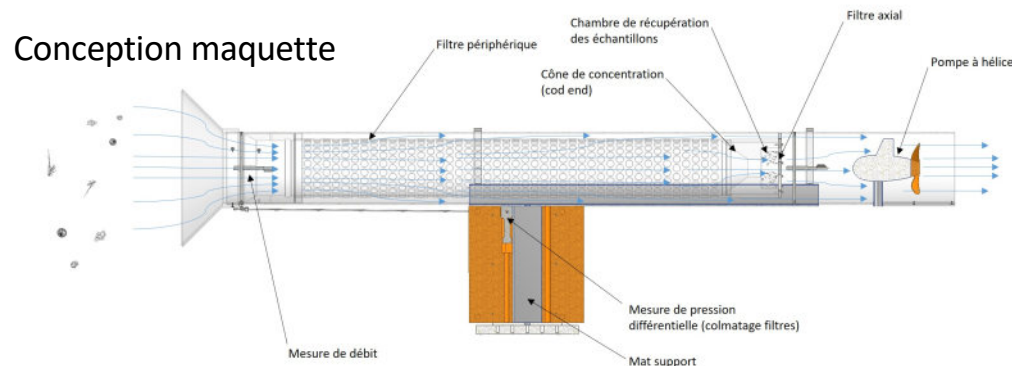 Conception maquette
Filtre périphérique
Chambre de récupération
des échantillons
Filtre axial
Cône de concentration
(cod end)
Pompe à hélice
Mesure de débit
Mesure de pression
différentielle (colmatage filtres)
Mat support